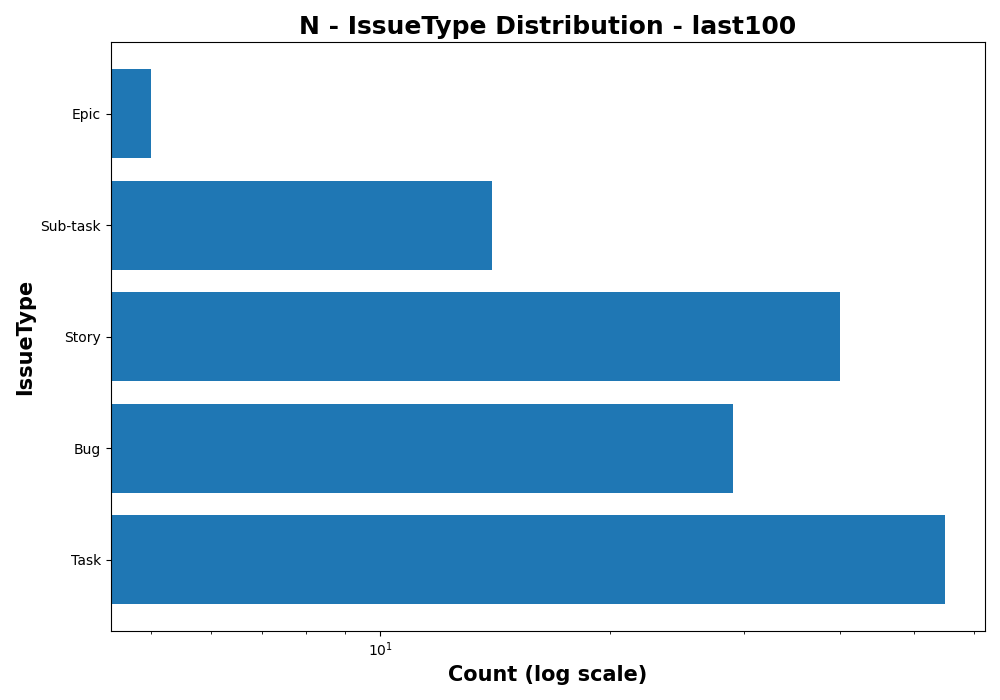 N - IssueType Distribution - last100
Epic
Sub-task
Story
Bug
Task
IssueType
10¹
Count (log scale)